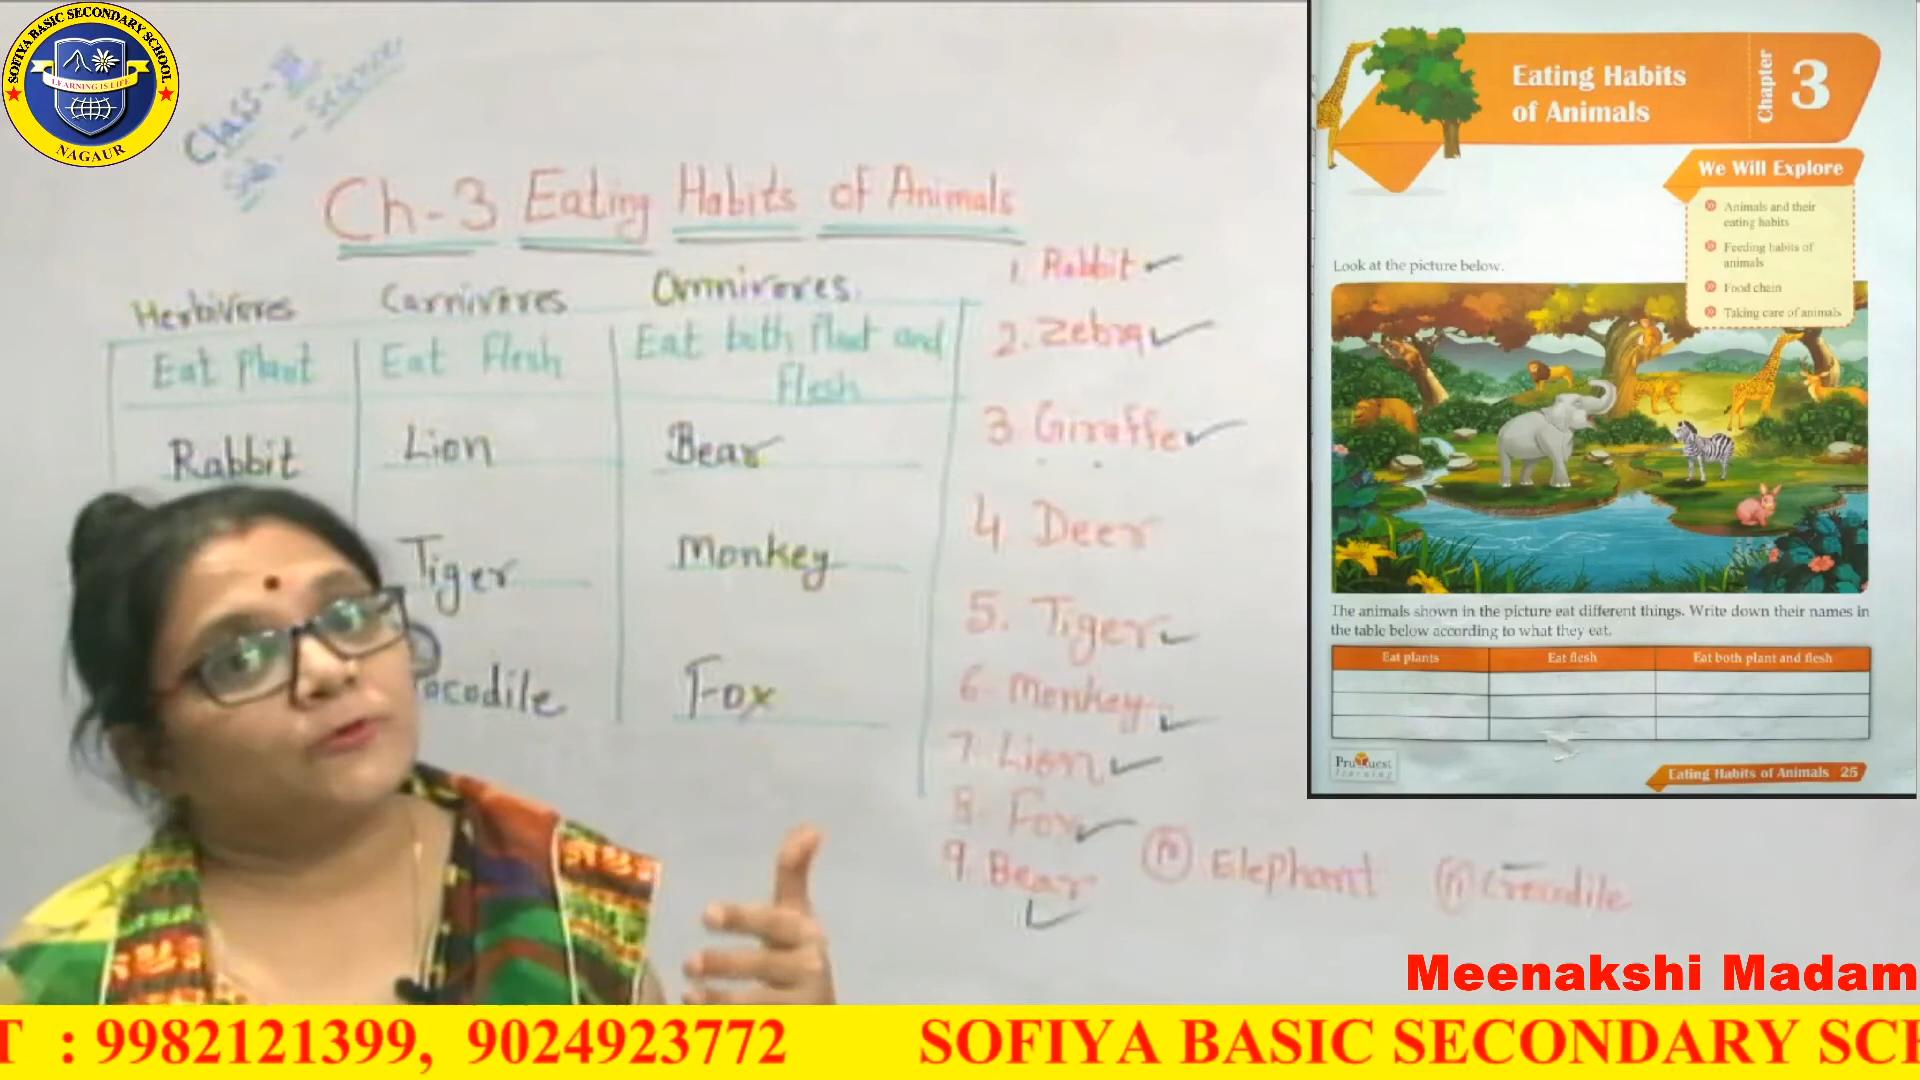 SOFIYA BASIC SECONDARY SCHOOL
LEARNING IS LIFE
NAGAUR
Class-
Sub. - Science
Ch-3 Eating Habits of Animals
Herbivores Carnivores Omnivores
Eat Plant Eat Flesh Eat both Plant and
Flesh
Rabbit Lion Bear
Tiger Monkey
Fox
1. Rabbit
2. Zebra
3. Giraffe
4. Deer
5. Tiger
6. Monkey
7. Lion
8. Fox
9. Bear
10 Elephant 11 Crocodile
Eating Habits
of Animals
Chapter 3
We Will Explore
Animals and their
eating habits
Feeding habits of
animals
Food chain
Taking care of animals
Look at the picture below.
The animals shown in the picture eat different things. Write down their names in
the table below according to what they eat.
Eat plants Eat flesh Eat both plant and flesh
PruQuest
learning
Eating Habits of Animals 25
Meenakshi Madam
: 9982121399, 9024923772 SOFIYA BASIC SECONDARY